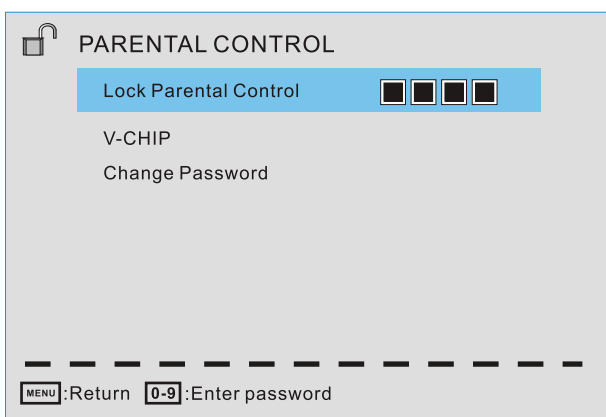 PARENTAL CONTROL
Lock Parental Control
V-CHIP
Change Password
MENU :Return 0-9 :Enter password